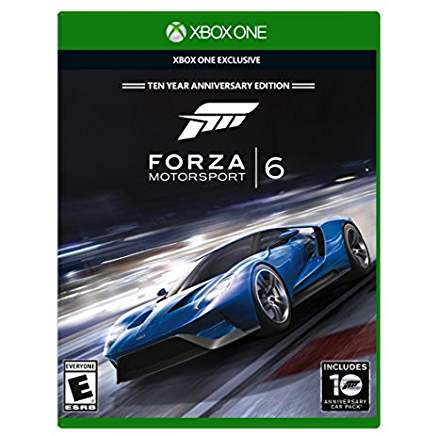 XBOX ONE
XBOX ONE EXCLUSIVE
TEN YEAR ANNIVERSARY EDITION
FORZA
MOTORSPORT
6
EVERYONE
E
ESRB
INCLUDES
10
ANNIVERSARY
CAR PACK*